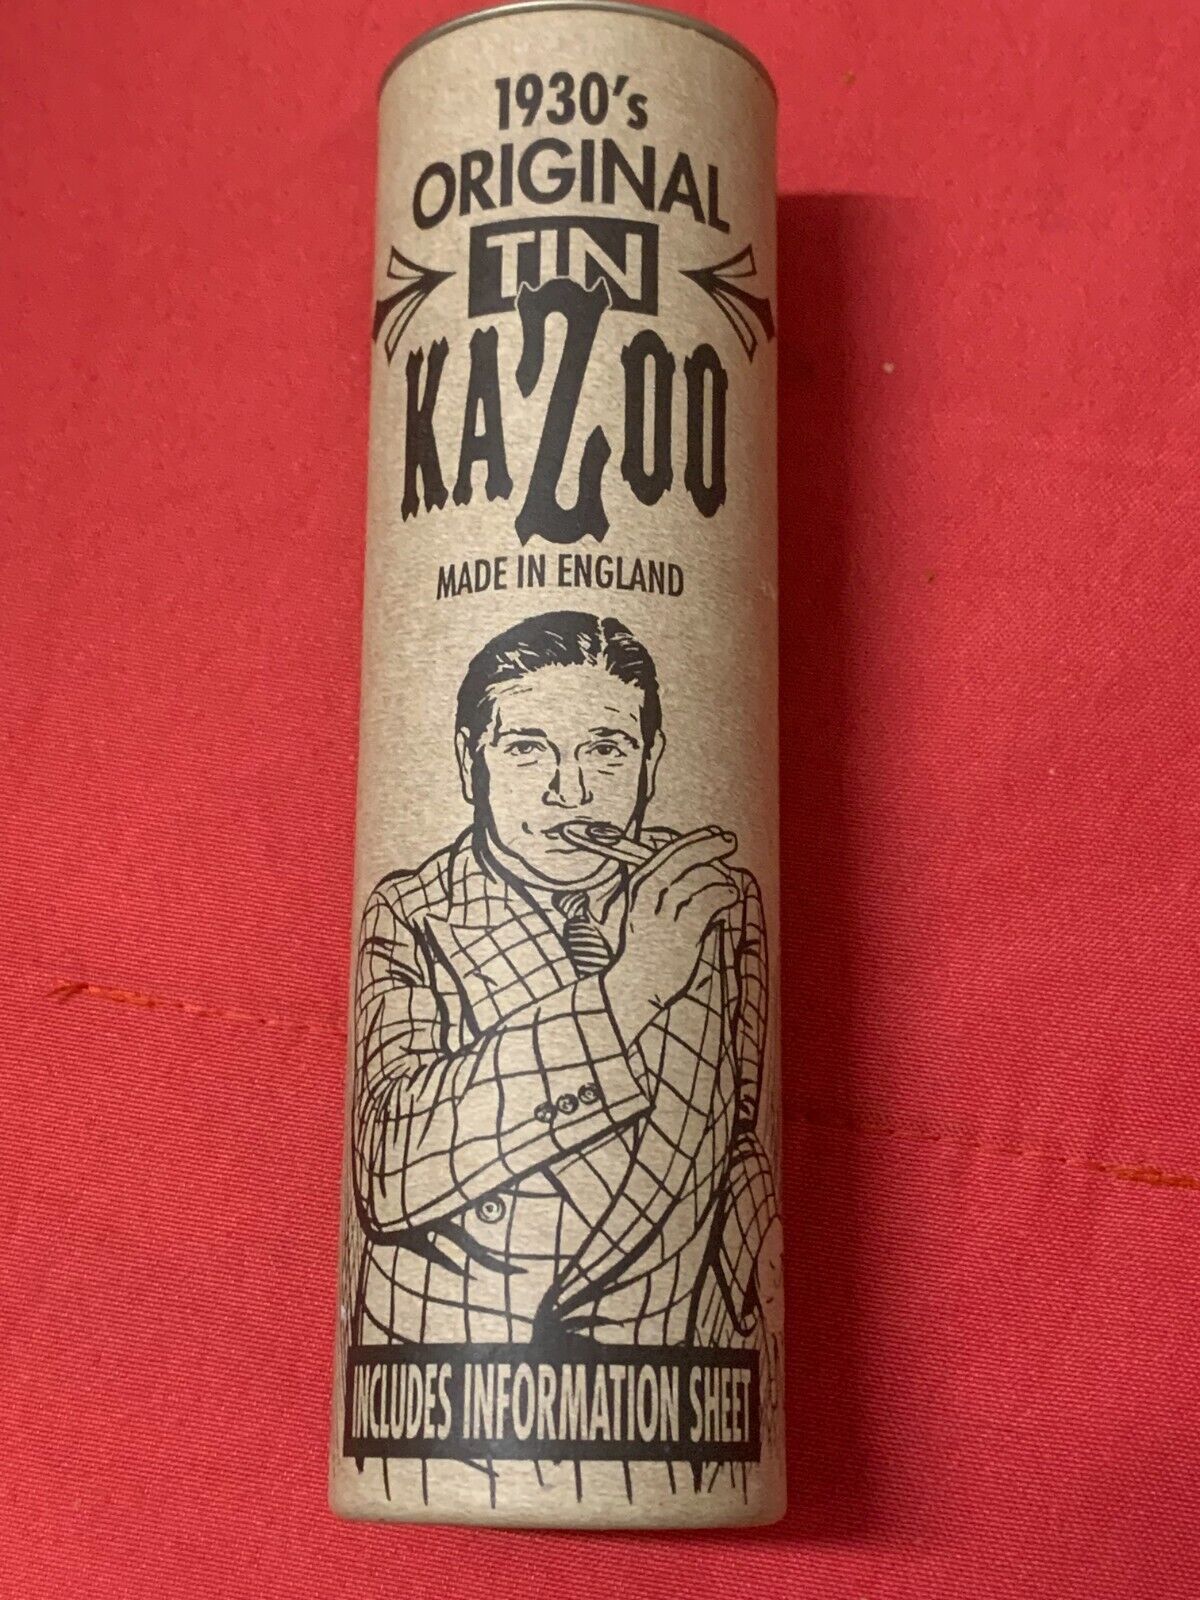 1930's
ORIGINAL
TIN
KAZOO
MADE IN ENGLAND
INCLUDES INFORMATION SHEET